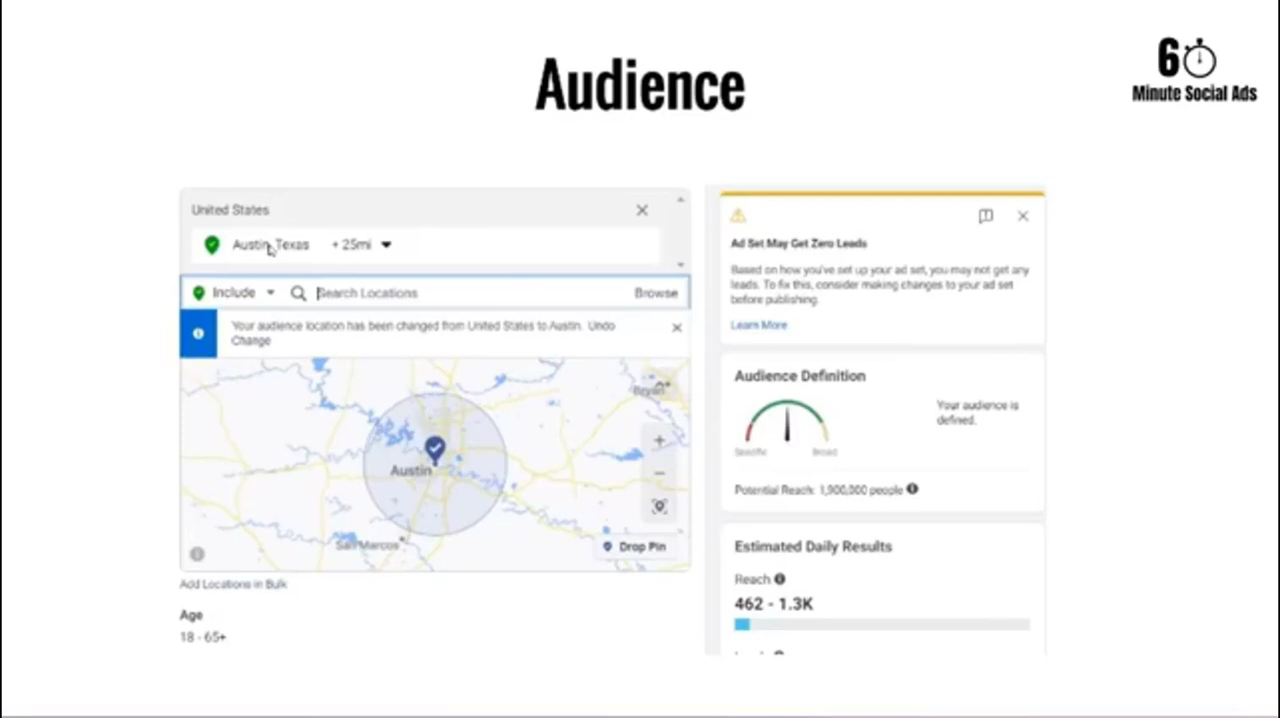 Audience
6
Minute Social Ads
United States
Austin, Texas + 25mi
Include Search Locations Browse
Your audience location has been changed from United States to Austin. Undo
Change
Bryan
Austin
San Marcos
Drop Pin
Add Locations in Bulk
Age
18 - 65+
Ad Set May Get Zero Leads
Based on how you've set up your ad set, you may not get any
leads. To fix this, consider making changes to your ad set
before publishing.
Learn More
Audience Definition
Your audience is
defined.
Specific Broad
Potential Reach: 1,900,000 people
Estimated Daily Results
Reach
462 - 1.3K